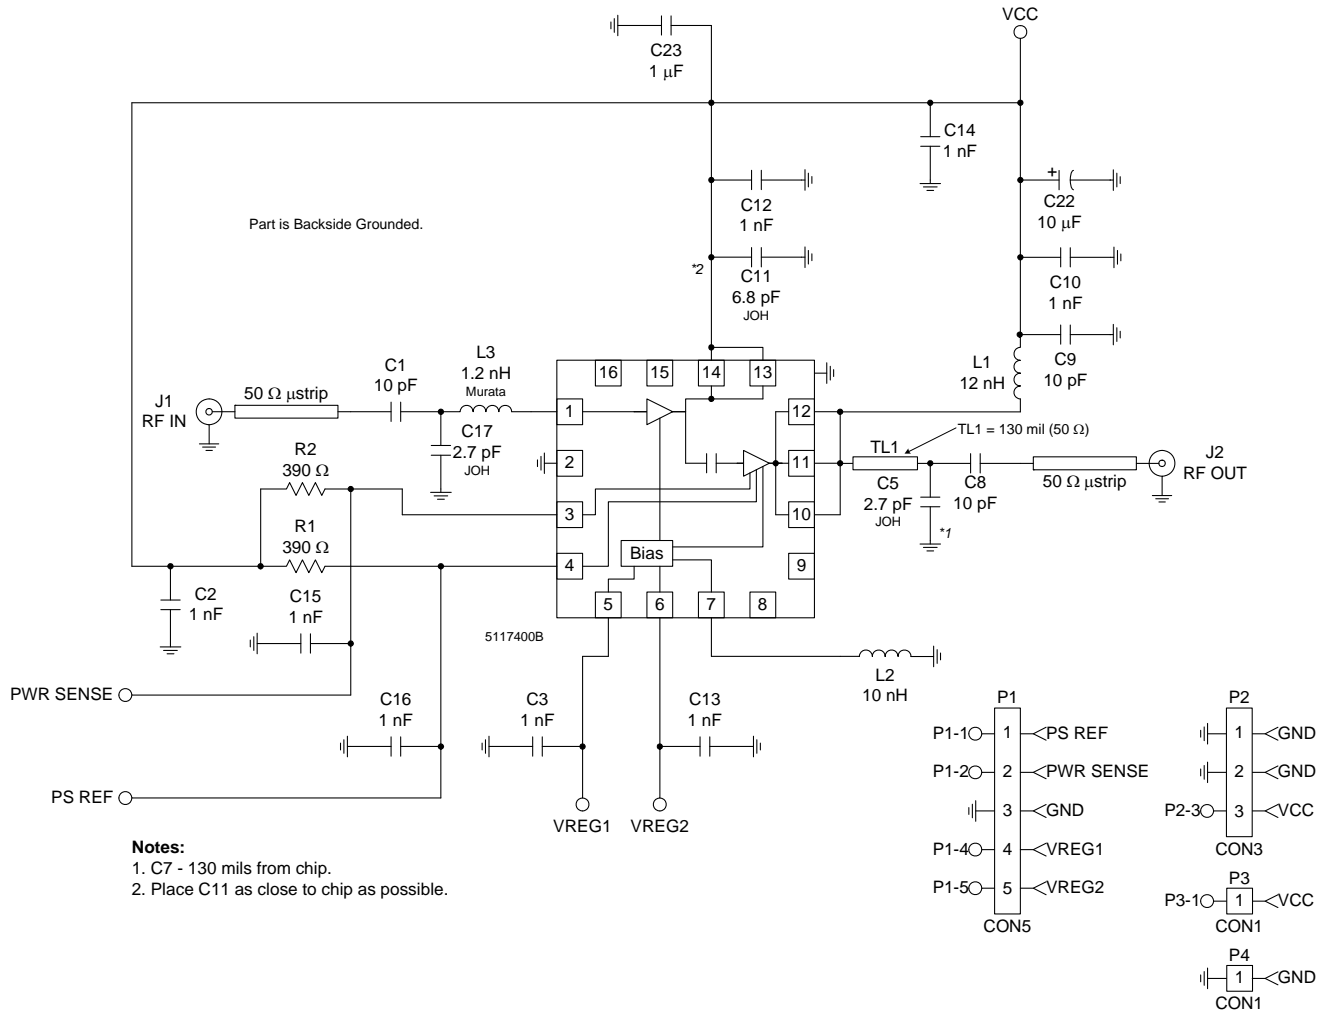 VCC
C23
1 µF
C14
1 nF
+
C22
10 µF
C12
1 nF
Part is Backside Grounded.
*2
C11
6.8 pF
JOH
C10
1 nF
C9
10 pF
L1
12 nH
J1
RF IN
50 Ω µstrip
C1
10 pF
L3
1.2 nH
Murata
C17
2.7 pF
JOH
16
15
14
13
1
2
3
4
12
11
10
9
Bias
5
6
7
8
TL1
TL1 = 130 mil (50 Ω)
C5
2.7 pF
JOH
*1
C8
10 pF
50 Ω µstrip
J2
RF OUT
R2
390 Ω
R1
390 Ω
C2
1 nF
C15
1 nF
5117400B
PWR SENSE
C16
1 nF
PS REF
C3
1 nF
C13
1 nF
L2
10 nH
VREG1
VREG2
P1
P1-1
1
PS REF
P1-2
2
PWR SENSE
3
GND
P1-4
4
VREG1
P1-5
5
VREG2
CON5
P2
1
GND
2
GND
P2-3
3
VCC
CON3
P3
P3-1
1
VCC
CON1
P4
1
GND
CON1
Notes:
1. C7 - 130 mils from chip.
2. Place C11 as close to chip as possible.